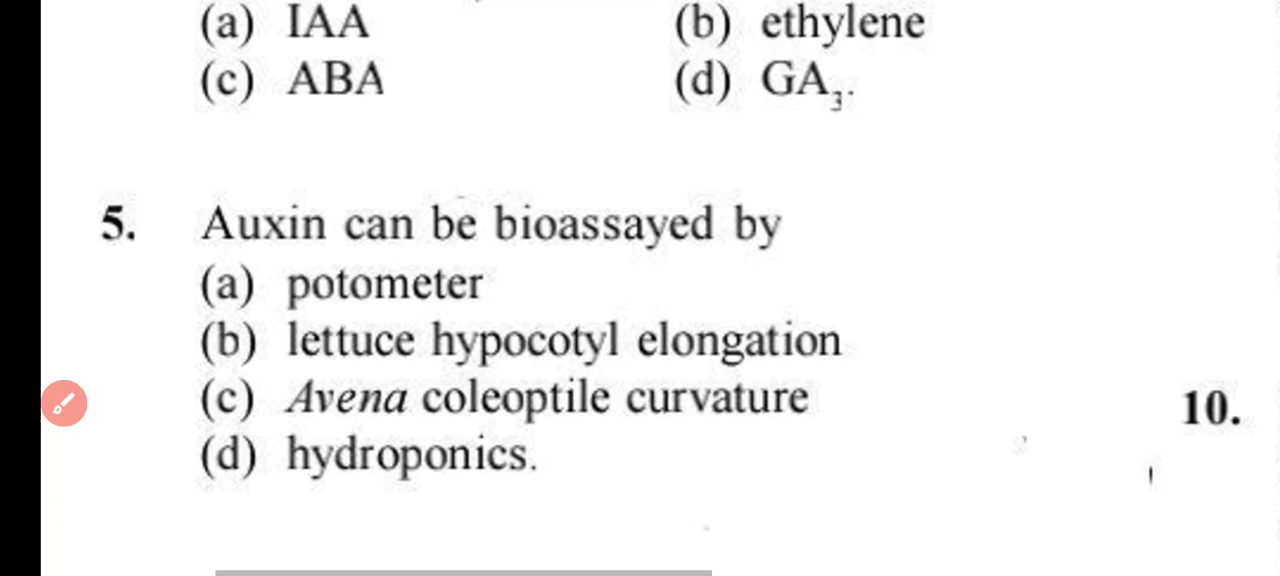 (a) IAA (b) ethylene
(c) ABA (d) GA₃.
5. Auxin can be bioassayed by
(a) potometer
(b) lettuce hypocotyl elongation
(c) Avena coleoptile curvature
(d) hydroponics.
10.